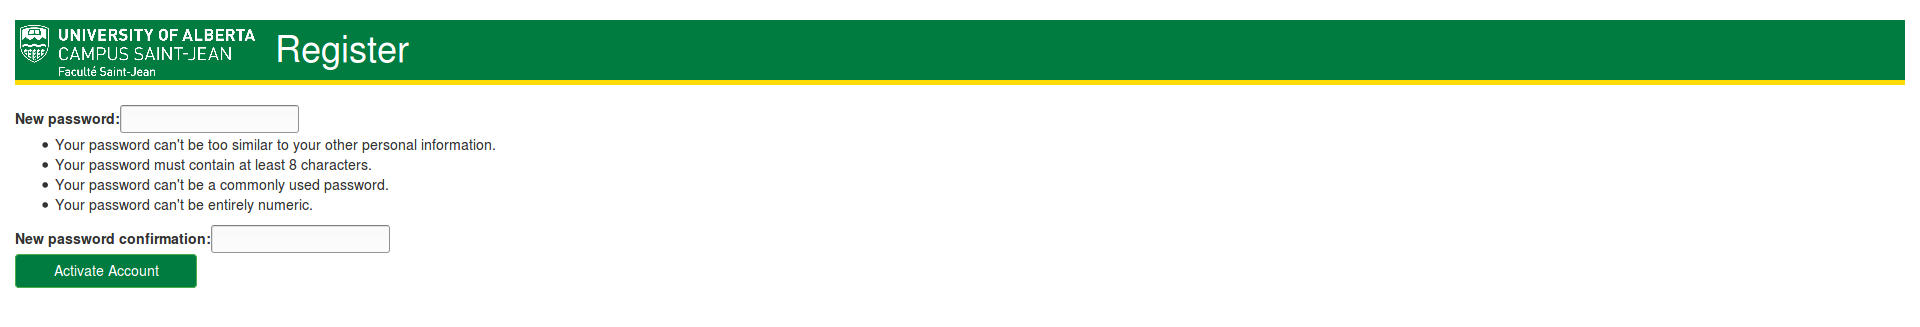 UNIVERSITY OF ALBERTA
CAMPUS SAINT-JEAN
Faculté Saint-Jean
Register
New password:
• Your password can't be too similar to your other personal information.
• Your password must contain at least 8 characters.
• Your password can't be a commonly used password.
• Your password can't be entirely numeric.
New password confirmation:
Activate Account